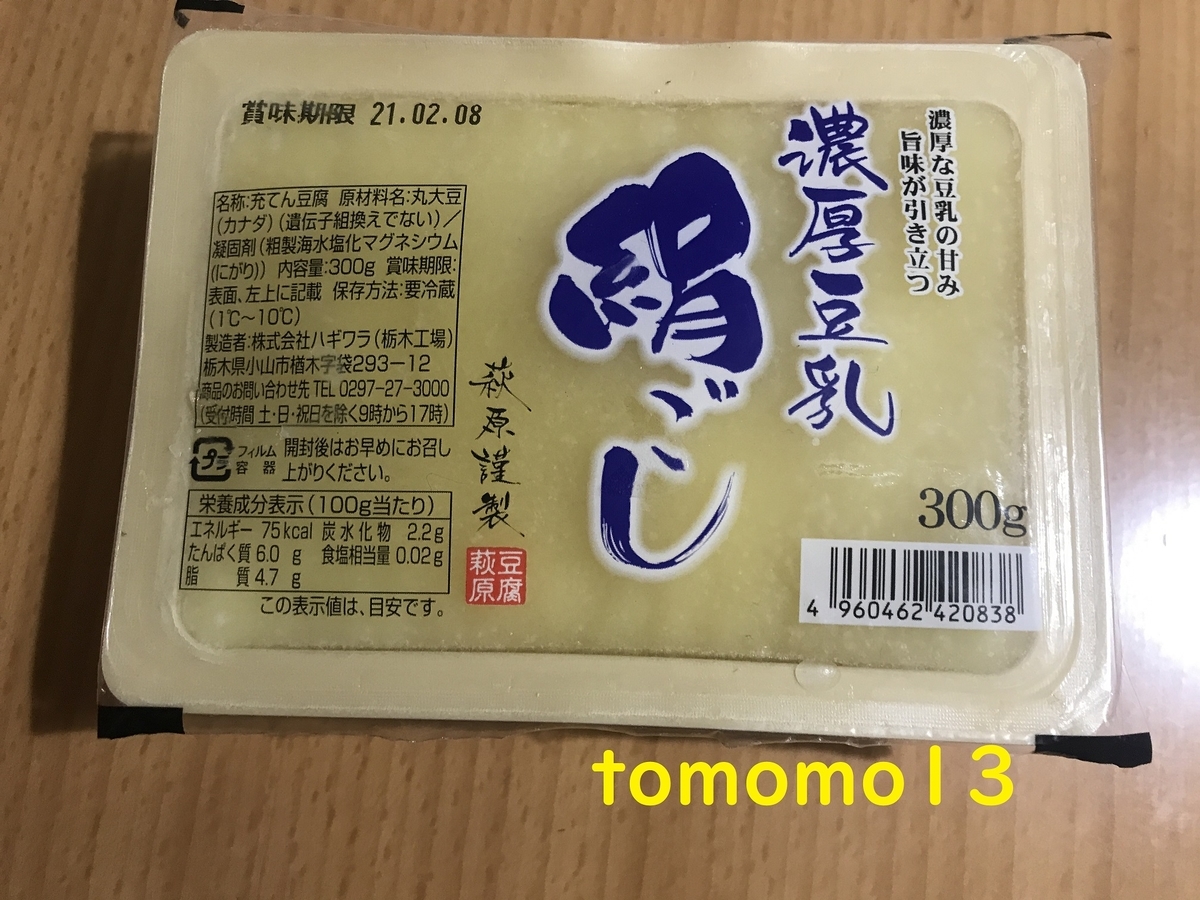 賞味期限 21.02.08
濃厚な豆乳の甘み
旨味が引き立つ
濃厚豆乳
絹ごし
名称:充てん豆腐 原材料名:丸大豆
(カナダ)(遺伝子組換えでない)／
凝固剤(粗製海水塩化マグネシウム
(にがり)) 内容量:300g 賞味期限:
表面、左上に記載 保存方法:要冷蔵
(1℃～10℃)
製造者:株式会社ハギワラ(栃木工場)
栃木県小山市楢木字袋293－12
商品のお問い合わせ先 TEL 0297-27-3000
(受付時間 土・日・祝日を除く9時から17時)
プラ
フィルム
容器
開封後はお早めにお召し
上がりください。
栄養成分表示(100g当たり)
エネルギー 75kcal 炭水化物 2.2g
たんぱく質 6.0 g 食塩相当量 0.02g
脂 質 4.7 g
この表示値は、目安です。
萩原謹製
豆腐
萩原
300g
4 960462 420838
tomomo13